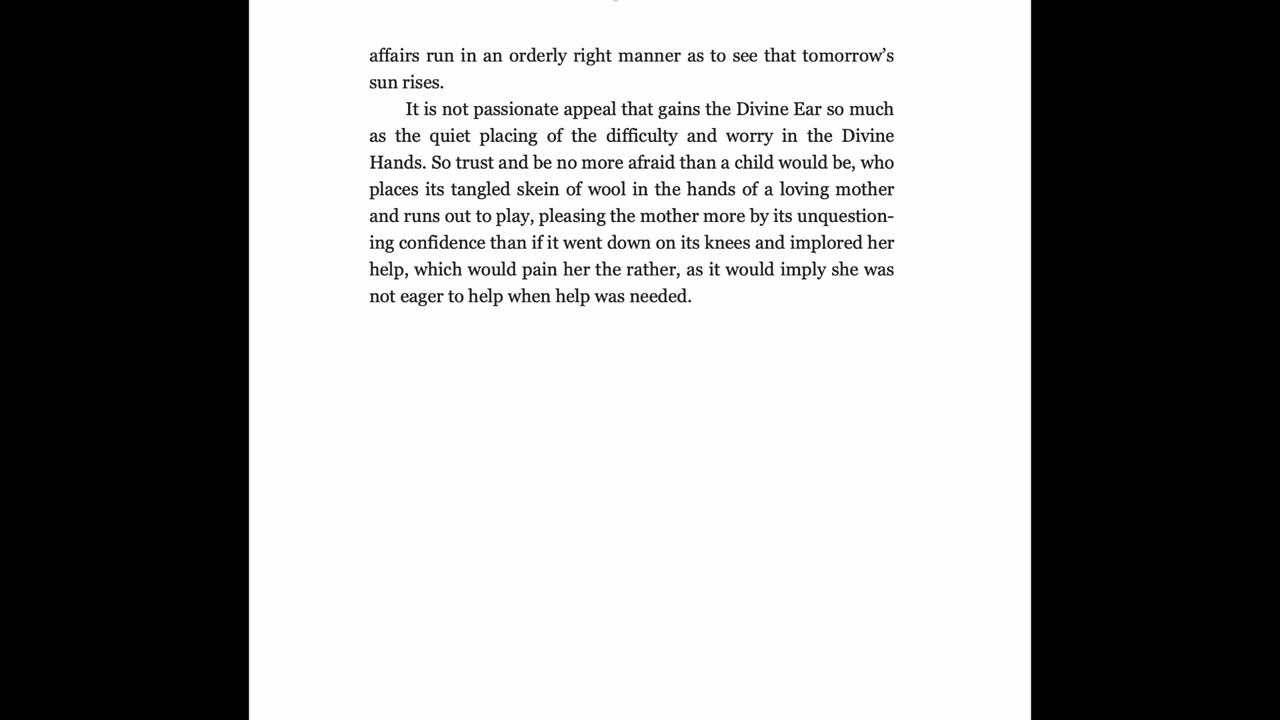 affairs run in an orderly right manner as to see that tomorrow’s
sun rises.
It is not passionate appeal that gains the Divine Ear so much
as the quiet placing of the difficulty and worry in the Divine
Hands. So trust and be no more afraid than a child would be, who
places its tangled skein of wool in the hands of a loving mother
and runs out to play, pleasing the mother more by its unquestion-
ing confidence than if it went down on its knees and implored her
help, which would pain her the rather, as it would imply she was
not eager to help when help was needed.